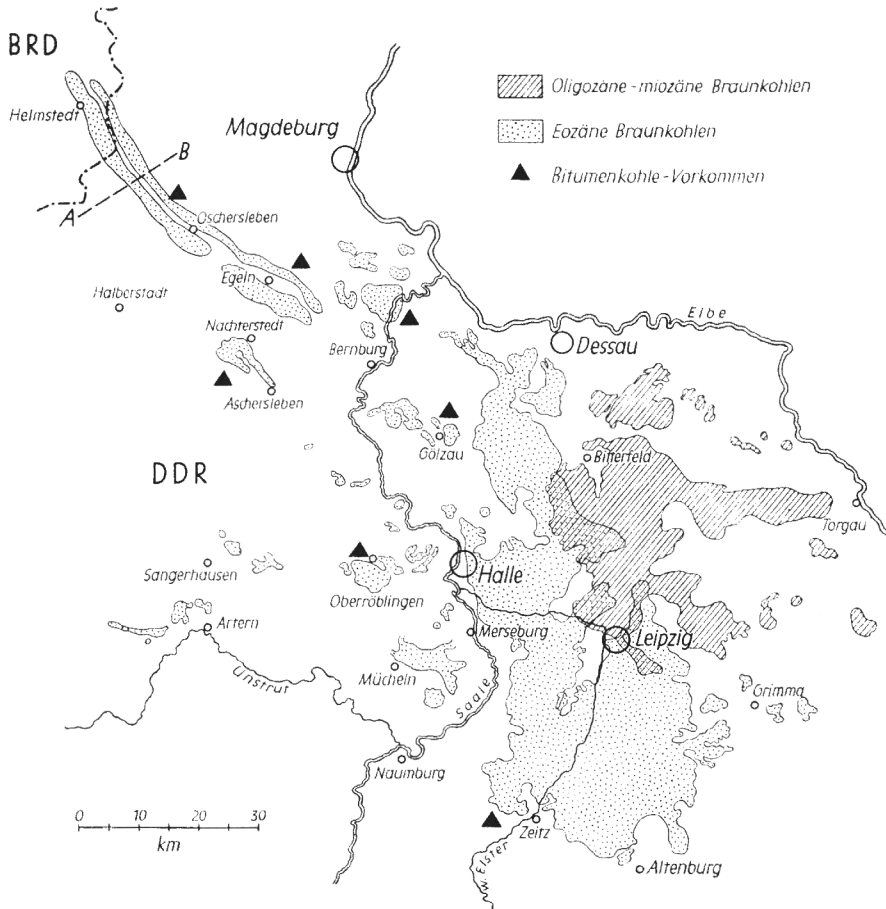 BRD
Helmstedt
Magdeburg
Oligozäne-miozäne Braunkohlen
Eozäne Braunkohlen
Bitumenkohle-Vorkommen
B
A
Oschersleben
Egeln
Halberstadt
Nachterstedt
Bernburg
Elbe
Dessau
Aschersleben
Gölzau
Bitterfeld
DDR
Torgau
Sangerhausen
Oberröblingen
Halle
Artern
Merseburg
Leipzig
Unstrut
Mücheln
Saale
Grimma
Naumburg
0 10 20 30
km
Zeitz
W. Elster
Altenburg